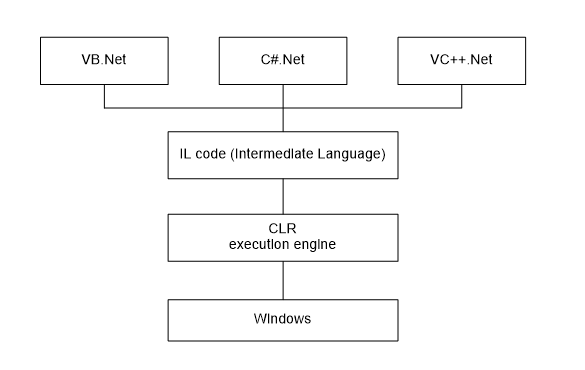 VB.Net
C#.Net
VC++.Net
IL code (Intermediate Language)
CLR
execution engine
Windows